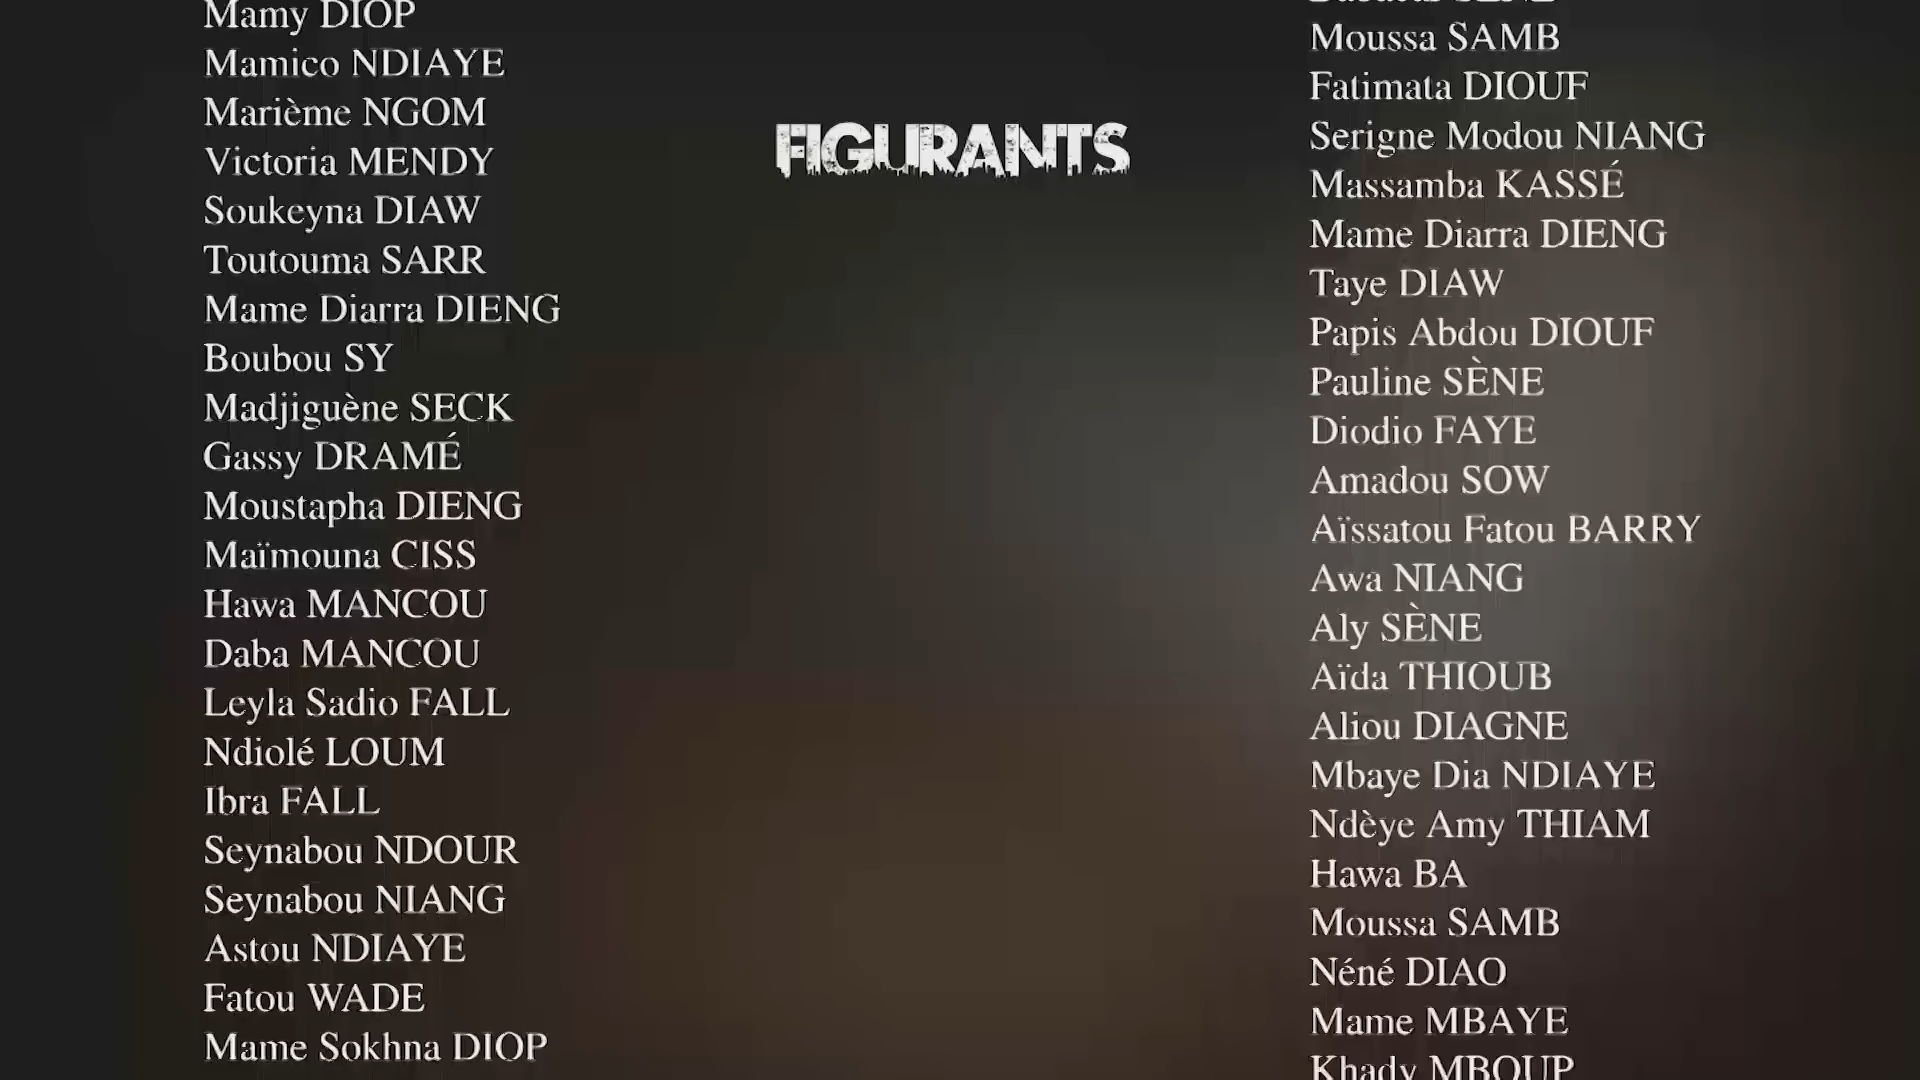 Mamy DIOP
Mamico NDIAYE
Marième NGOM
Victoria MENDY
Soukeyna DIAW
Toutouma SARR
Mame Diarra DIENG
Boubou SY
Madjiguène SECK
Gassy DRAMÉ
Moustapha DIENG
Maïmouna CISS
Hawa MANCOU
Daba MANCOU
Leyla Sadio FALL
Ndiolé LOUM
Ibra FALL
Seynabou NDOUR
Seynabou NIANG
Astou NDIAYE
Fatou WADE
Mame Sokhna DIOP
FIGURANTS
Moussa SAMB
Fatimata DIOUF
Serigne Modou NIANG
Massamba KASSÉ
Mame Diarra DIENG
Taye DIAW
Papis Abdou DIOUF
Pauline SÈNE
Diodio FAYE
Amadou SOW
Aïssatou Fatou BARRY
Awa NIANG
Aly SÈNE
Aïda THIOUB
Aliou DIAGNE
Mbaye Dia NDIAYE
Ndèye Amy THIAM
Hawa BA
Moussa SAMB
Néné DIAO
Mame MBAYE
Khady MBOUP